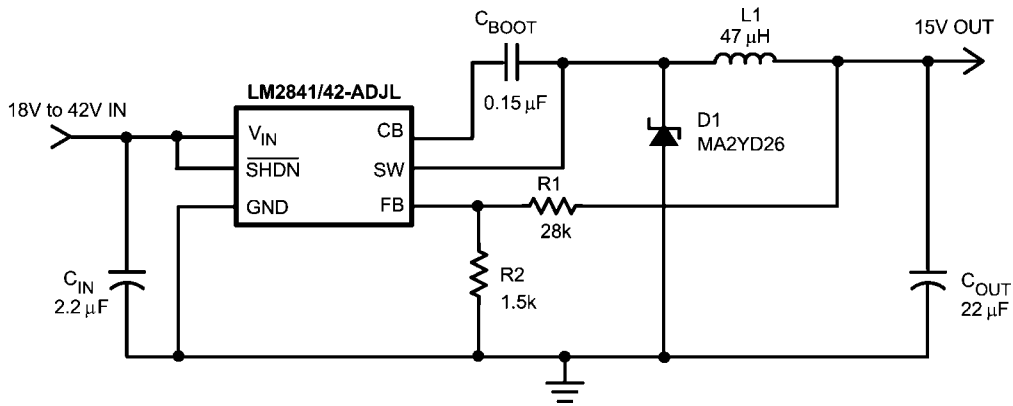 L1
47 μH
15V OUT
C_BOOT
0.15 μF
18V to 42V IN
LM2841/42-ADJL
V_IN
CB
D1
MA2YD26
SHDN
SW
R1
GND
FB
28k
R2
1.5k
C_IN
2.2 μF
C_OUT
22 μF